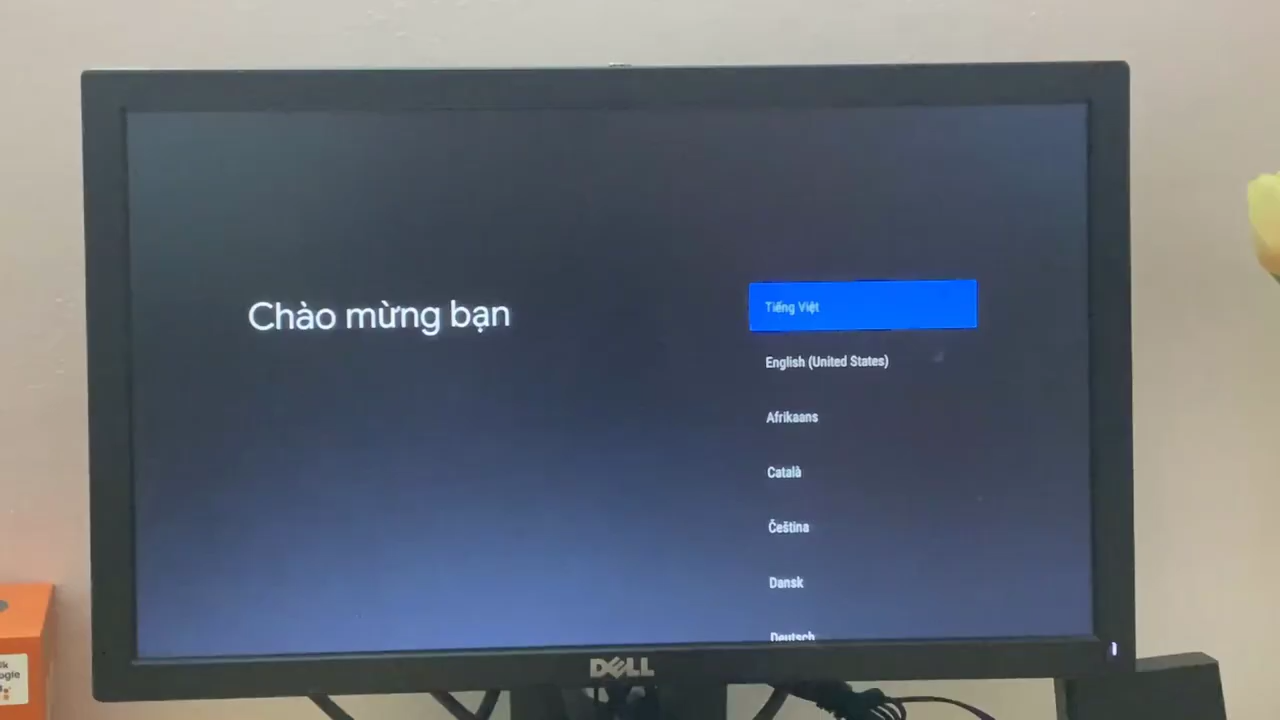 Chào mừng bạn
Tiếng Việt
English (United States)
Afrikaans
Català
Čeština
Dansk
Deutsch
DELL